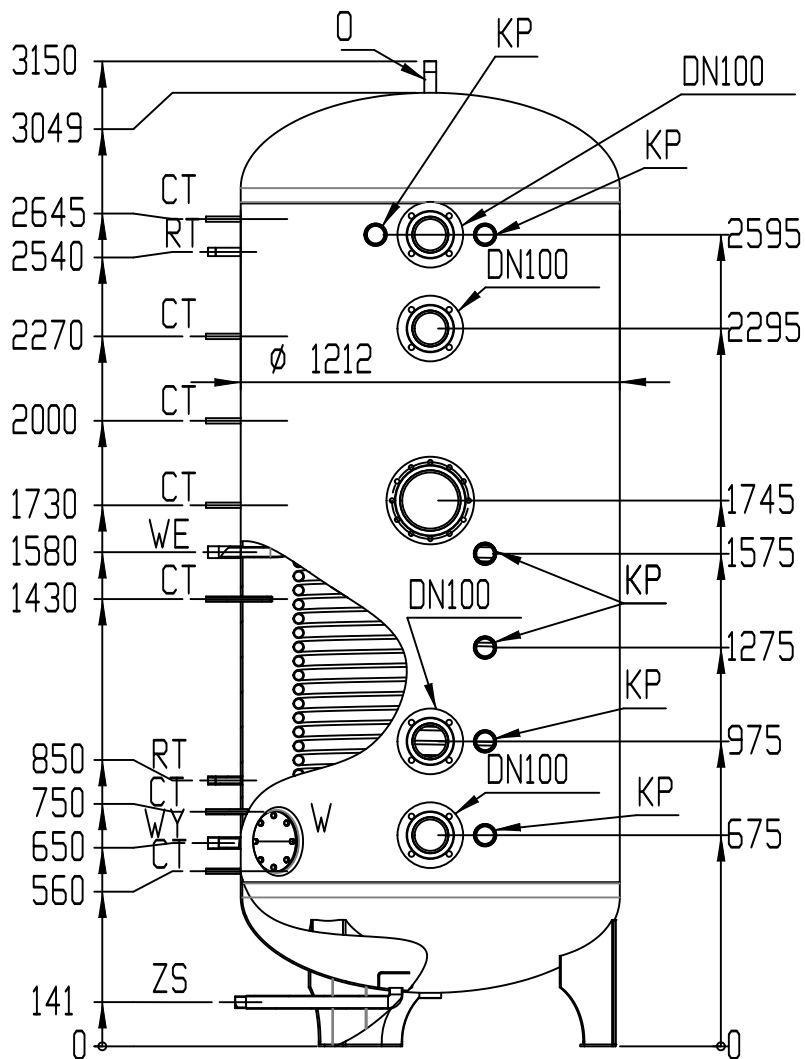 O
KP
3150
DN100
3049
KP
CT
2645
RT
2595
2540
DN100
CT
2270
2295
Ø 1212
CT
2000
CT
1730
1745
WE
1580
1575
CT
KP
1430
DN100
1275
KP
RT
850
975
CT
DN100
750
KP
WY
W
650
675
CT
560
ZS
141
0
0